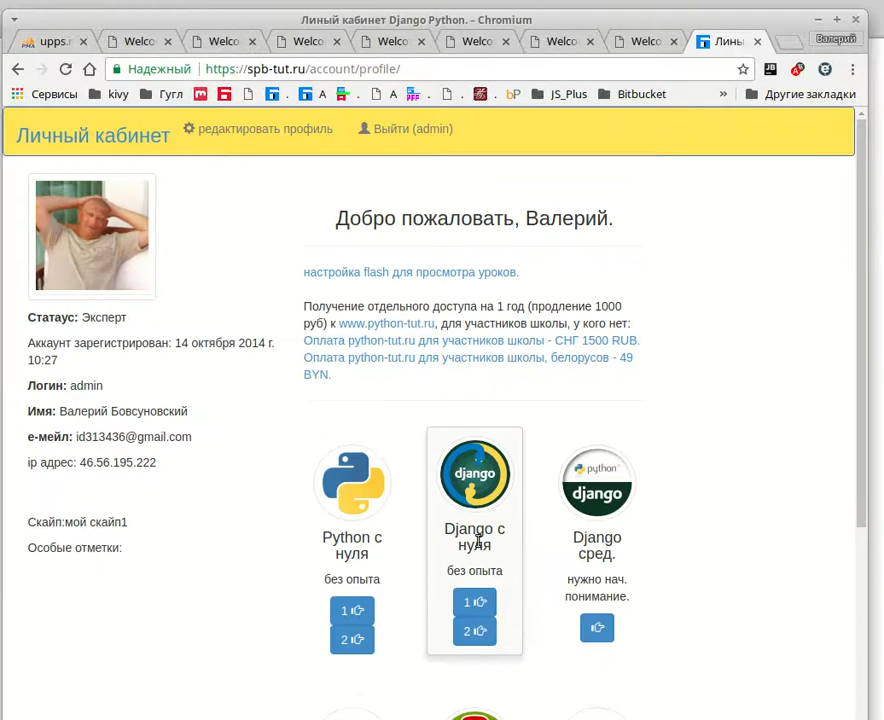 Линый кабинет Django Python. – Chromium
upps.r
Welco
Welco
Welco
Welco
Welco
Welco
Welco
Лины
Валерий
Надежный
https://spb-tut.ru/account/profile/
Сервисы
kivy
Гугл
A
A
bP
JS_Plus
Bitbucket
»
Другие закладки
Личный кабинет
редактировать профиль
Выйти (admin)
Статаус: Эксперт
Аккаунт зарегистрирован: 14 октября 2014 г.
10:27
Логин: admin
Имя: Валерий Бовсуновский
е-мейл: id313436@gmail.com
ip адрес: 46.56.195.222
Скайп:мой скайп1
Особые отметки:
Добро пожаловать, Валерий.
настройка flash для просмотра уроков.
Получение отдельного доступа на 1 год (продление 1000
руб) к www.python-tut.ru, для участников школы, у кого нет:
Оплата python-tut.ru для участников школы - СНГ 1500 RUB.
Оплата python-tut.ru для участников школы, белорусов - 49
BYN.
Python с
нуля
без опыта
1
2
django
Django с
нуля
без опыта
1
2
python
django
Django
сред.
нужно нач.
понимание.